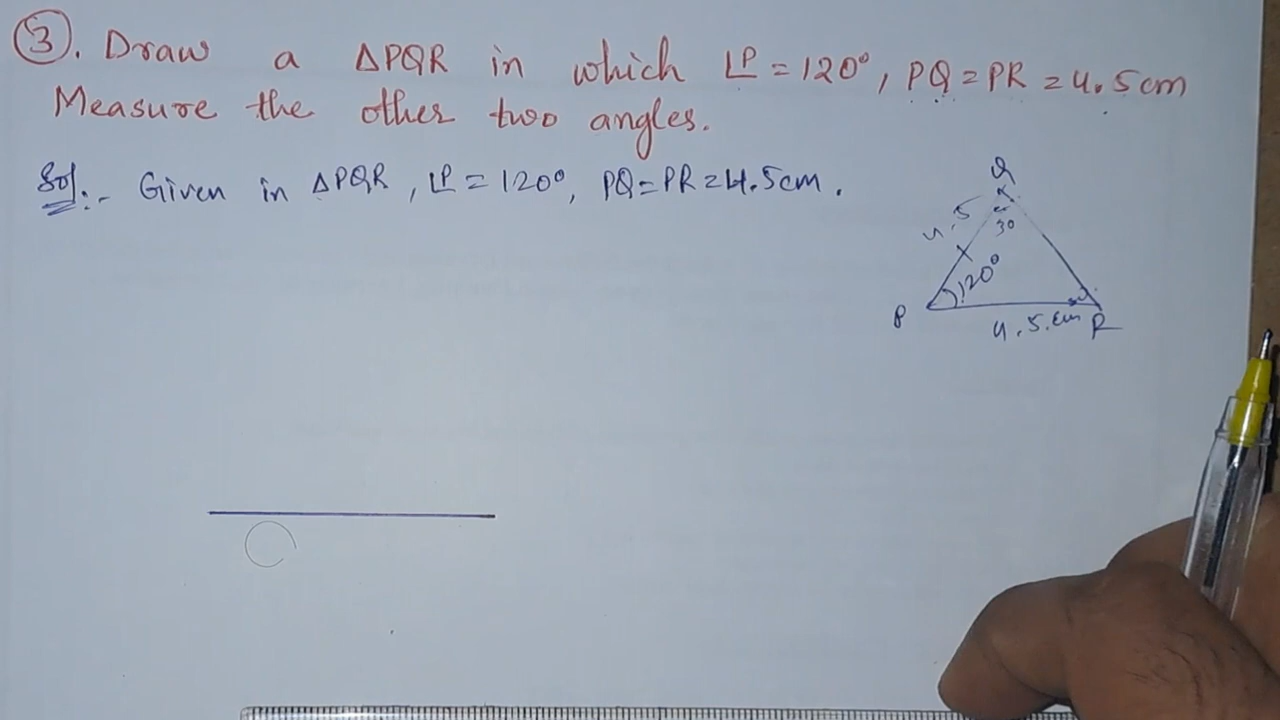 ③. Draw a ΔPQR in which ∠P = 120°, PQ = PR = 4.5cm
Measure the other two angles.
Sol:- Given in ΔPQR, ∠P = 120°, PQ = PR = 4.5cm.
Q
4.5
30
120°
P
4.5.cm
R